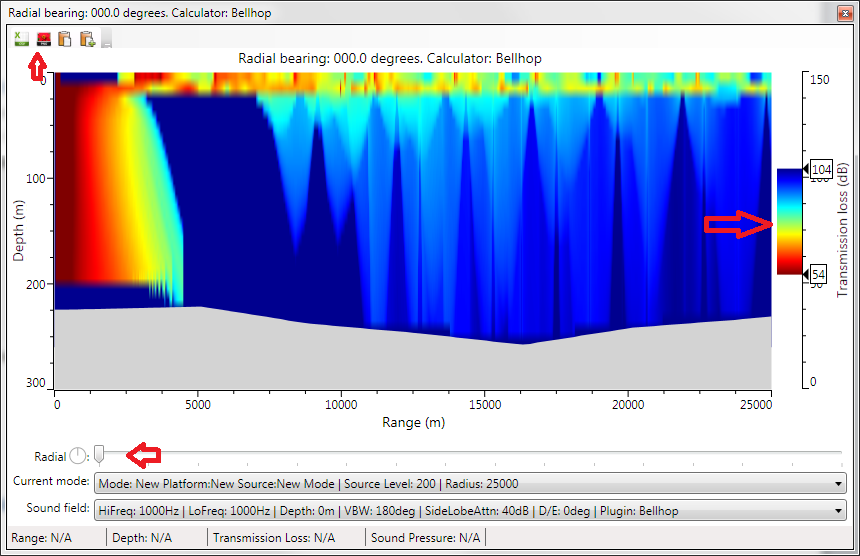 Radial bearing: 000.0 degrees. Calculator: Bellhop
Radial bearing: 000.0 degrees. Calculator: Bellhop
0
100
200
300
Depth (m)
0
5000
10000
15000
20000
25000
Range (m)
150
104
100
54
50
0
Transmission loss (dB)
Radial :
Current mode: Mode: New Platform:New Source:New Mode | Source Level: 200 | Radius: 25000
Sound field: HiFreq: 1000Hz | LoFreq: 1000Hz | Depth: 0m | VBW: 180deg | SideLobeAttn: 40dB | D/E: 0deg | Plugin: Bellhop
Range: N/A Depth: N/A Transmission Loss: N/A Sound Pressure: N/A